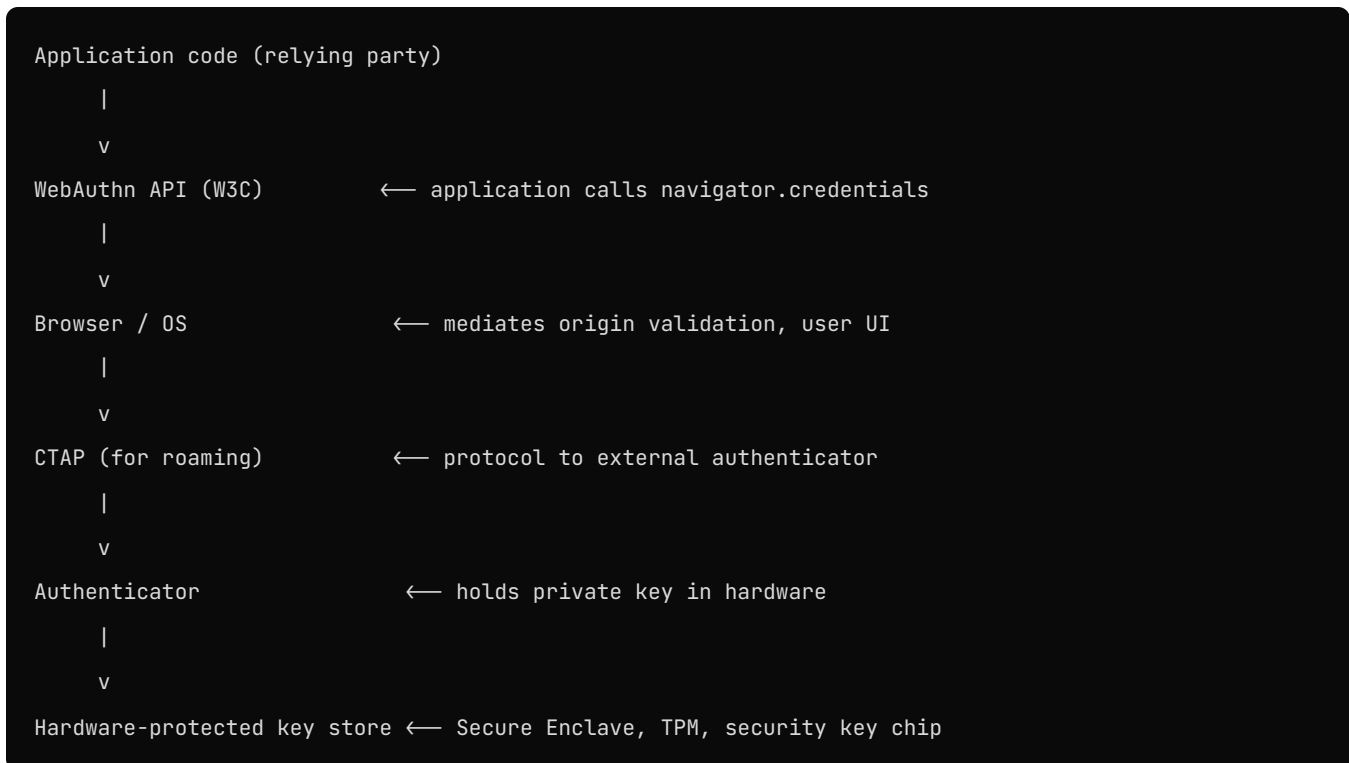 Application code (relying party)
|
v
WebAuthn API (W3C) ⟵ application calls navigator.credentials
|
v
Browser / OS ⟵ mediates origin validation, user UI
|
v
CTAP (for roaming) ⟵ protocol to external authenticator
|
v
Authenticator ⟵ holds private key in hardware
|
v
Hardware-protected key store ⟵ Secure Enclave, TPM, security key chip